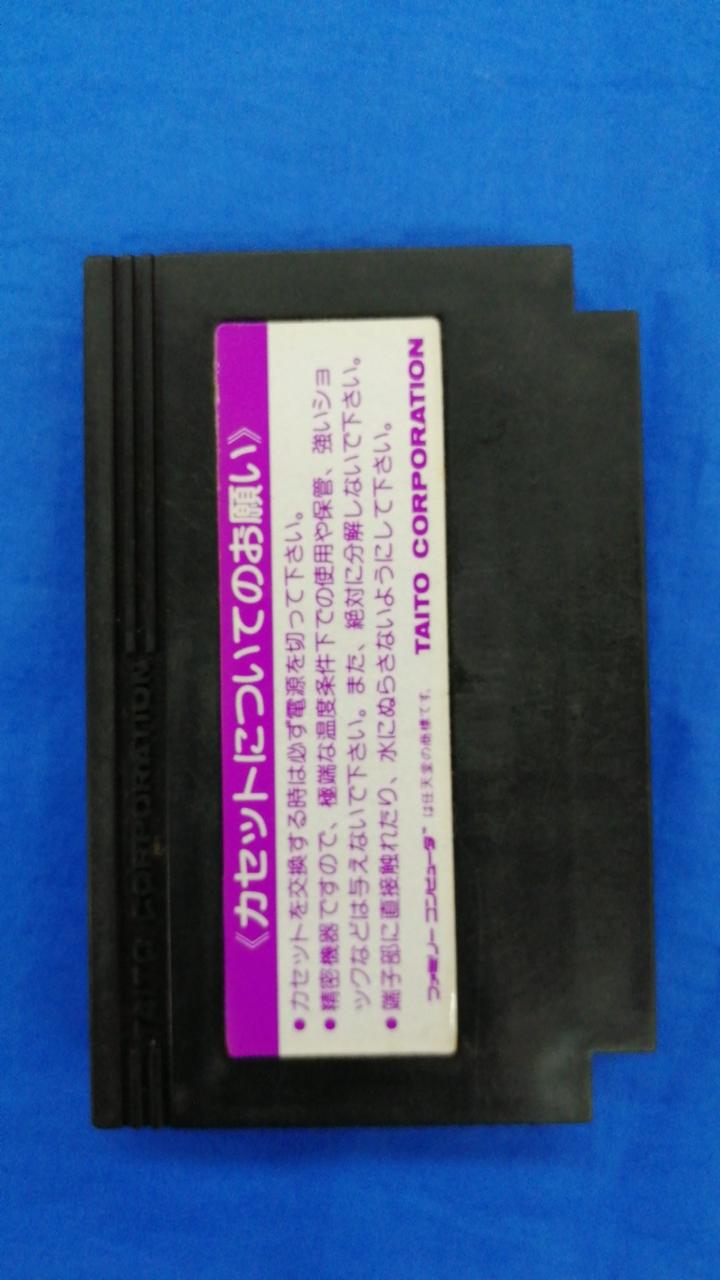 TAITO CORPORATION
《カセットについてのお願い》
●カセットを交換する時は必ず電源を切って下さい。
●精密機器ですので、極端な温度条件下での使用や保管、強いショ
ックなどは与えないで下さい。また、絶対に分解しないで下さい。
●端子部に直接触れたり、水にぬらさないようにして下さい。
ファミリーコンピュータ™ は任天堂の商標です。 TAITO CORPORATION